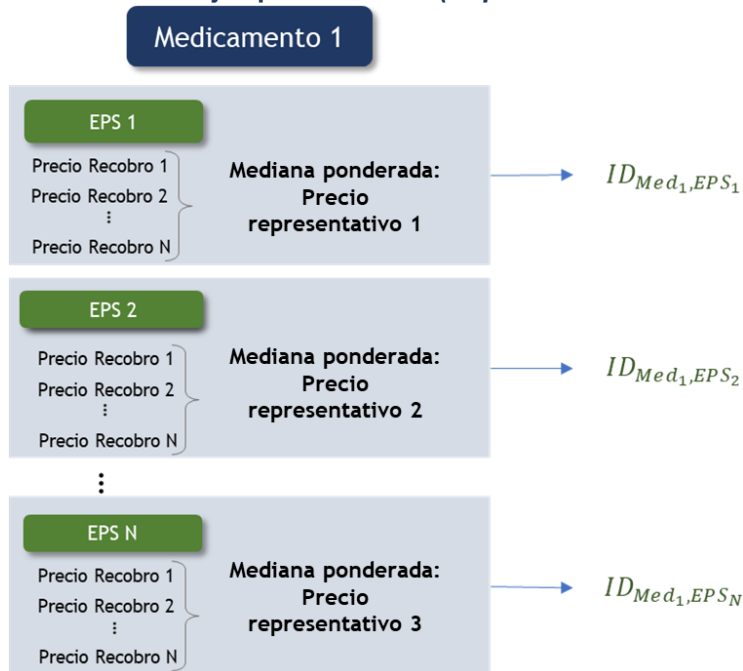 Medicamento 1
EPS 1
Precio Recobro 1
Precio Recobro 2
⋮
Precio Recobro N
Mediana ponderada:
Precio
representativo 1
ID_{Med_1,EPS_1}
EPS 2
Precio Recobro 1
Precio Recobro 2
⋮
Precio Recobro N
Mediana ponderada:
Precio
representativo 2
ID_{Med_1,EPS_2}
⋮
EPS N
Precio Recobro 1
Precio Recobro 2
⋮
Precio Recobro N
Mediana ponderada:
Precio
representativo 3
ID_{Med_1,EPS_N}